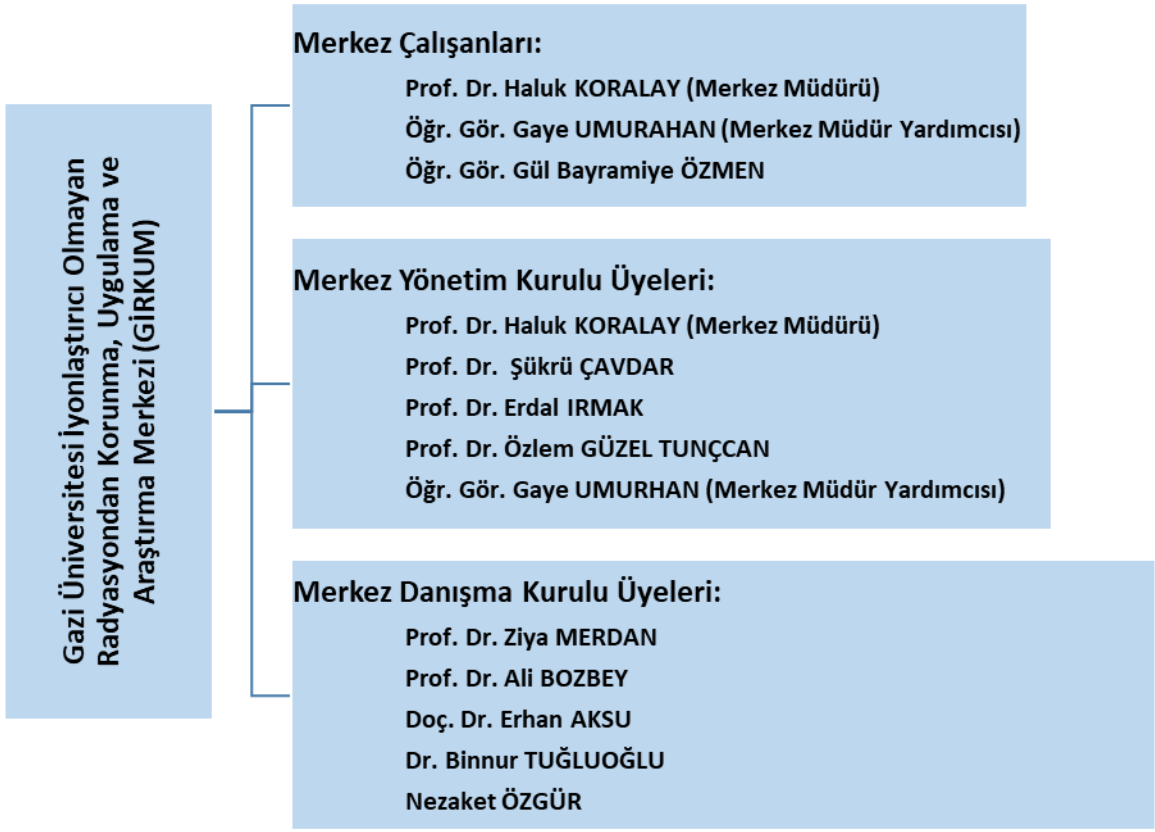 Gazi Üniversitesi İyonlaştırıcı Olmayan
Radyasyondan Korunma, Uygulama ve
Araştırma Merkezi (GİRKUM)
Merkez Çalışanları:
Prof. Dr. Haluk KORALAY (Merkez Müdürü)
Öğr. Gör. Gaye UMURAHAN (Merkez Müdür Yardımcısı)
Öğr. Gör. Gül Bayramiye ÖZMEN
Merkez Yönetim Kurulu Üyeleri:
Prof. Dr. Haluk KORALAY (Merkez Müdürü)
Prof. Dr. Şükrü ÇAVDAR
Prof. Dr. Erdal IRMAK
Prof. Dr. Özlem GÜZEL TUNÇCAN
Öğr. Gör. Gaye UMURHAN (Merkez Müdür Yardımcısı)
Merkez Danışma Kurulu Üyeleri:
Prof. Dr. Ziya MERDAN
Prof. Dr. Ali BOZBEY
Doç. Dr. Erhan AKSU
Dr. Binnur TUĞLUOĞLU
Nezaket ÖZGÜR